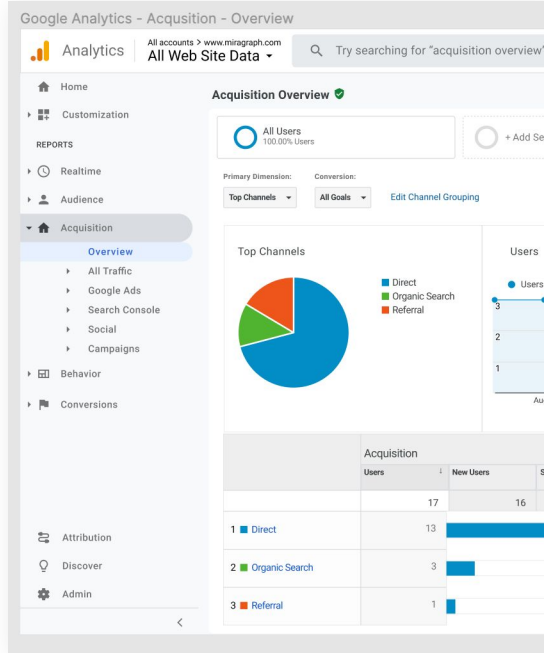 Google Analytics - Acqusition - Overview
Analytics
All accounts > www.miragraph.com
All Web Site Data
Try searching for "acquisition overview"
Home
Customization
REPORTS
Realtime
Audience
Acquisition
Overview
All Traffic
Google Ads
Search Console
Social
Campaigns
Behavior
Conversions
Attribution
Discover
Admin
Acquisition Overview
All Users
100.00% Users
+ Add Se
Primary Dimension:
Conversion:
Top Channels
All Goals
Edit Channel Grouping
Top Channels
Direct
Organic Search
Referral
Users
Users
3
2
1
Au
Acquisition
Users ↓ New Users S
17 16
1 Direct 13
2 Organic Search 3
3 Referral 1